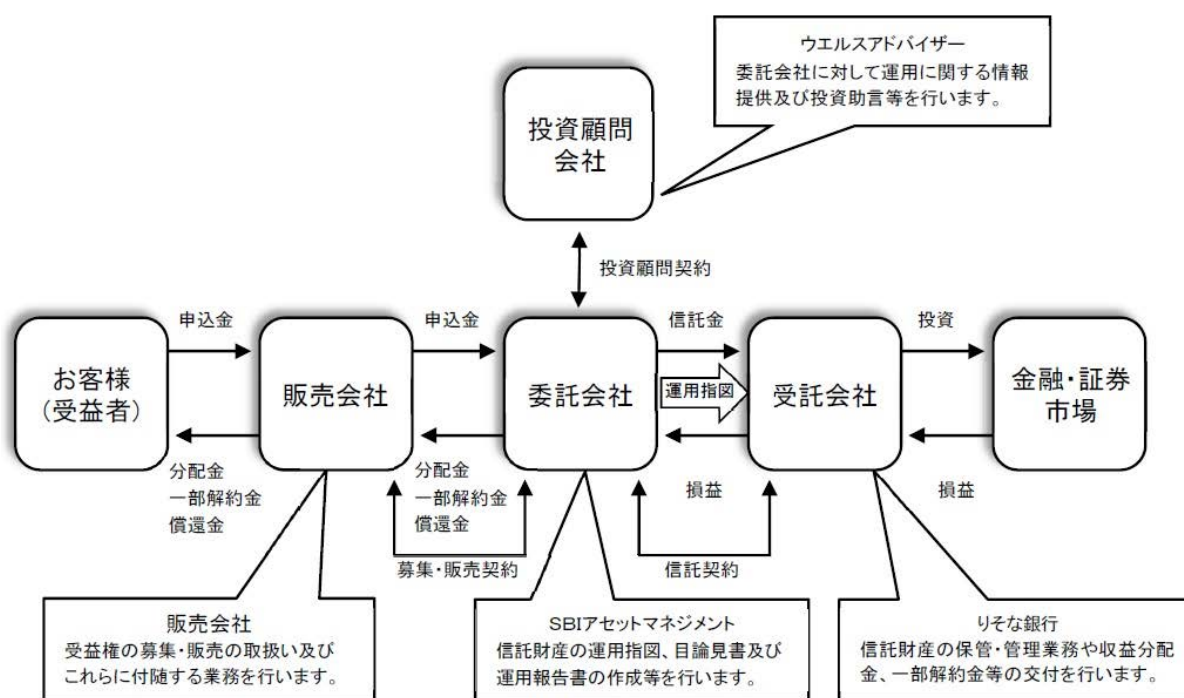 ウエルスアドバイザー
委託会社に対して運用に関する情報
提供及び投資助言等を行います。
投資顧問
会社
投資顧問契約
申込金
申込金
信託金
投資
お客様
(受益者)
販売会社
委託会社
運用指図
受託会社
金融・証券
市場
分配金
一部解約金
償還金
分配金
一部解約金
償還金
損益
損益
募集・販売契約
信託契約
販売会社
受益権の募集・販売の取扱い及び
これらに付随する業務を行います。
SBIアセットマネジメント
信託財産の運用指図、目論見書及び
運用報告書の作成等を行います。
りそな銀行
信託財産の保管・管理業務や収益分配
金、一部解約金等の交付を行います。